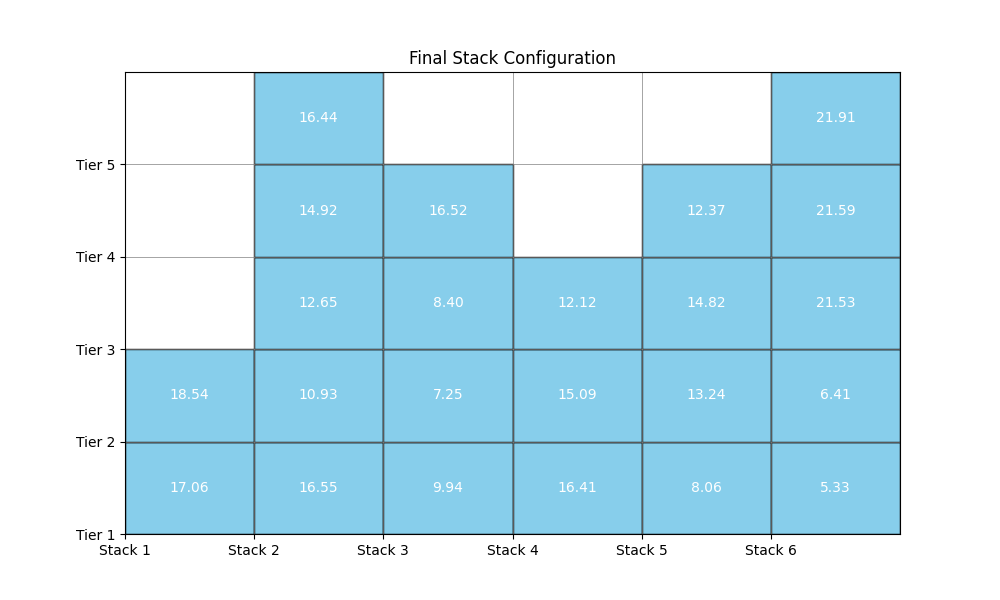 Final Stack Configuration
16.44 21.91
Tier 5
14.92 16.52 12.37 21.59
Tier 4
12.65 8.40 12.12 14.82 21.53
Tier 3
18.54 10.93 7.25 15.09 13.24 6.41
Tier 2
17.06 16.55 9.94 16.41 8.06 5.33
Tier 1
Stack 1 Stack 2 Stack 3 Stack 4 Stack 5 Stack 6